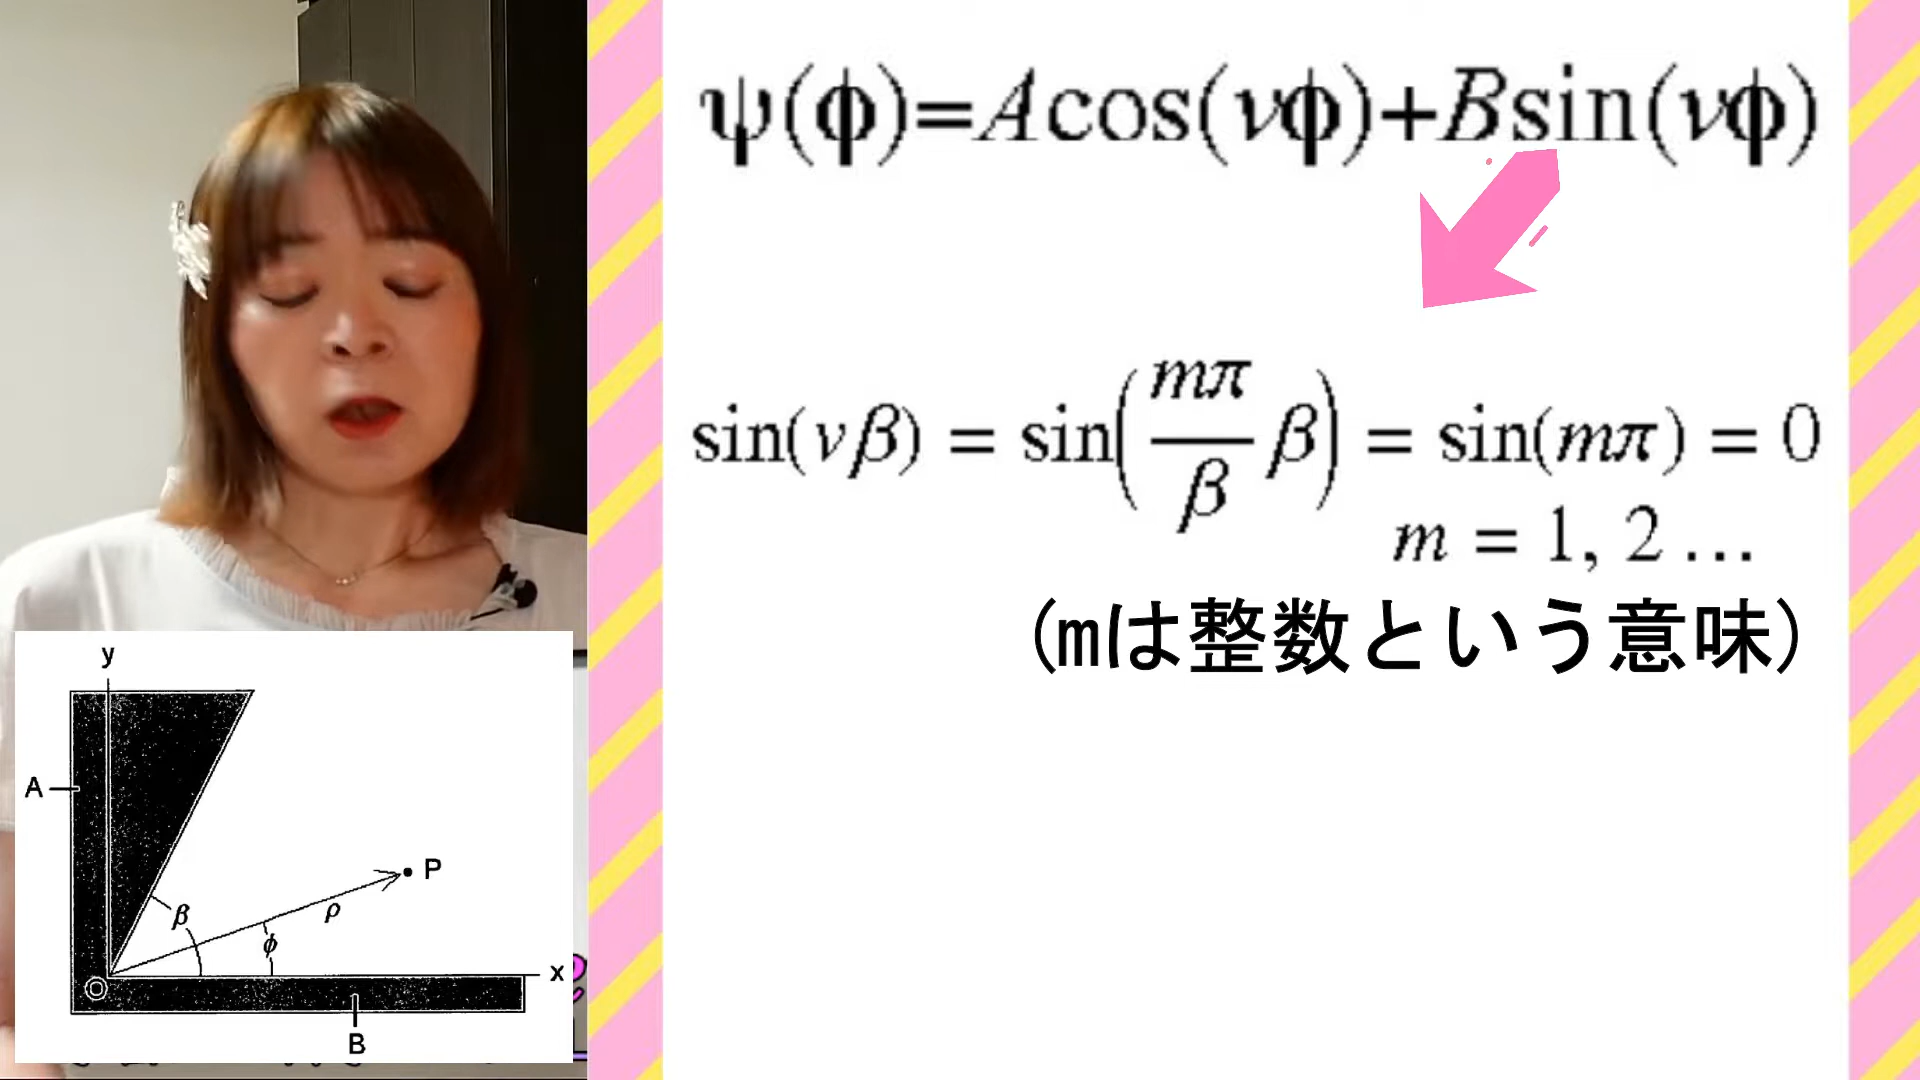 ψ(ϕ)=Acos(νϕ)+Bsin(νϕ)
sin(νβ) = sin(mπ/β β) = sin(mπ) = 0
m = 1, 2 …
(mは整数という意味)
y
A
P
β
ρ
ϕ
x
O
B